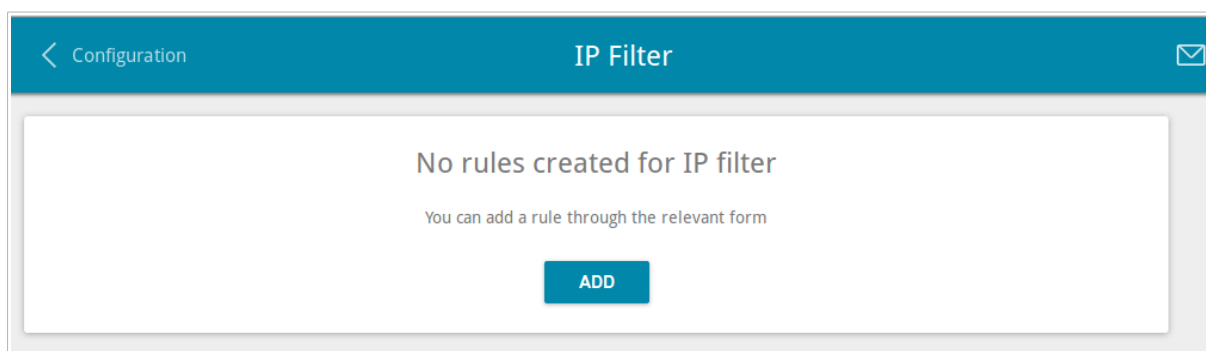 Configuration
IP Filter
No rules created for IP filter
You can add a rule through the relevant form
ADD